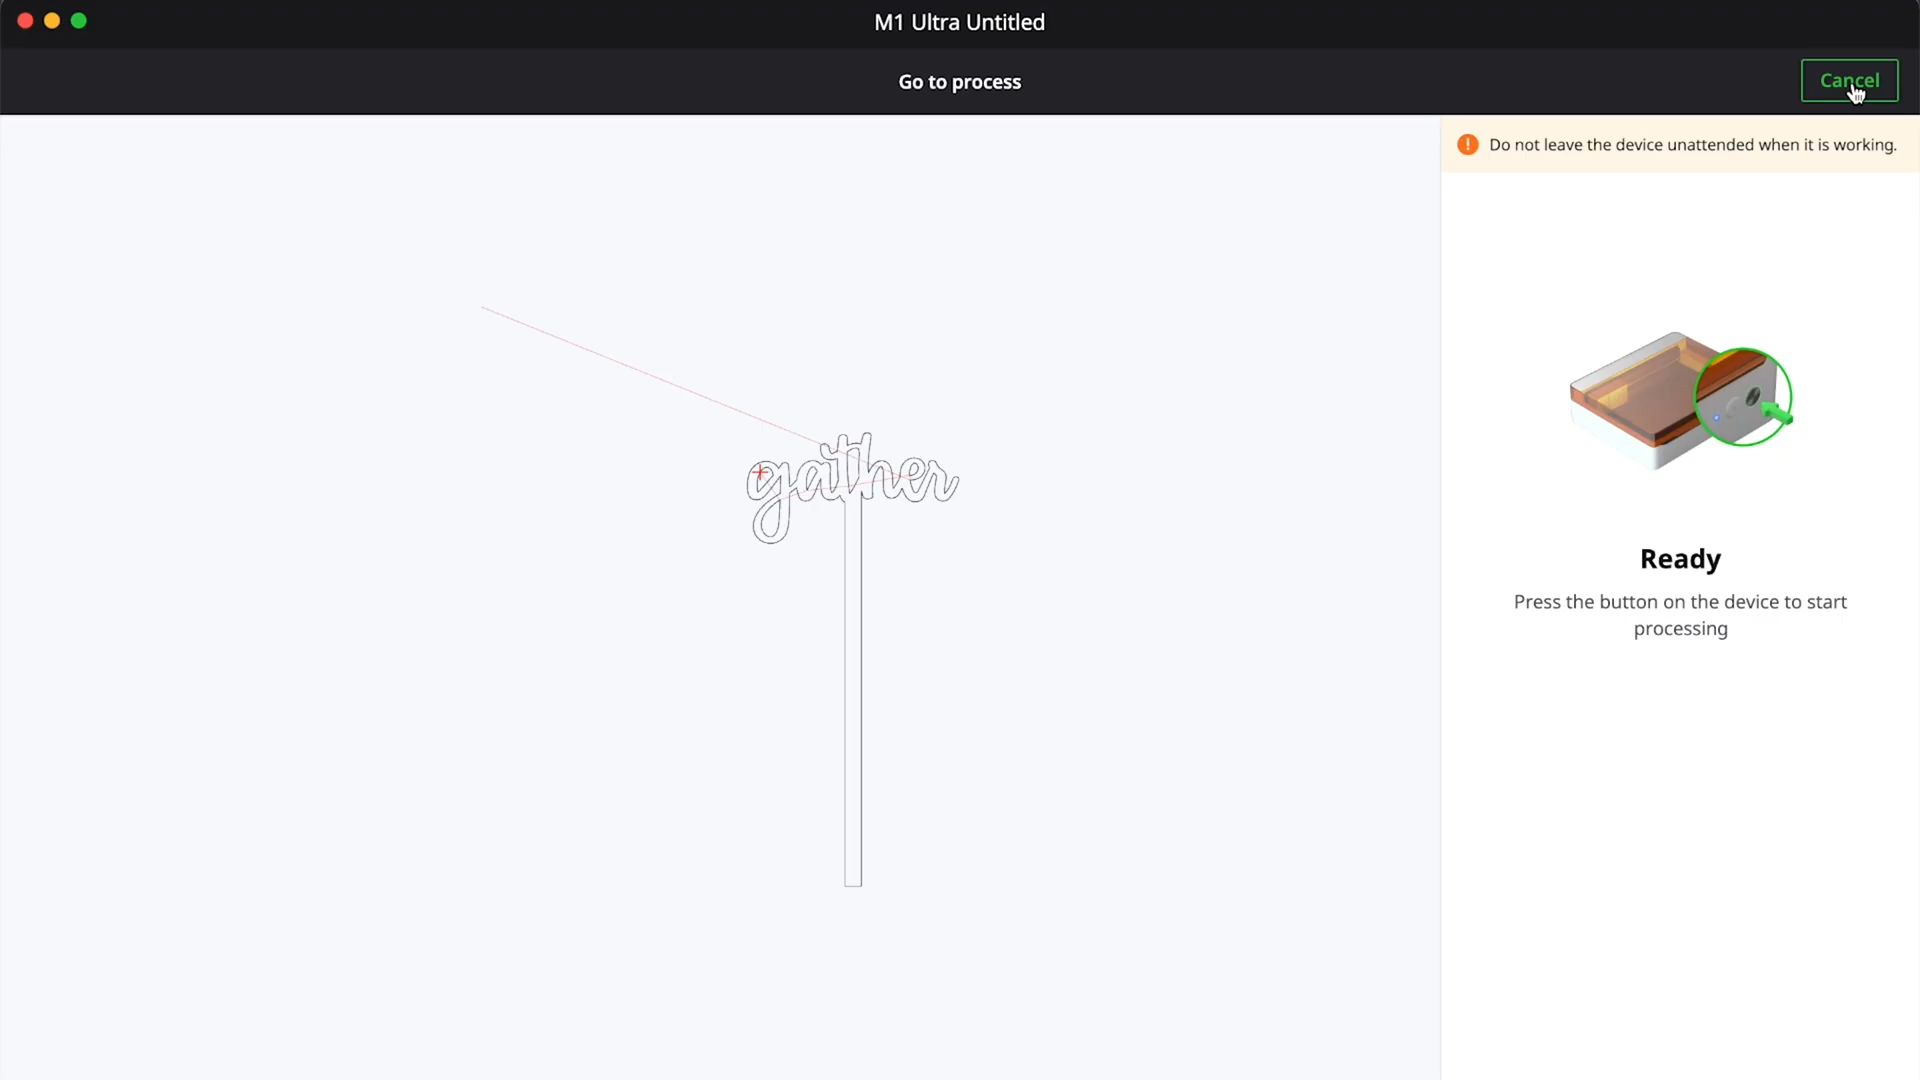 M1 Ultra Untitled
Go to process
Cancel
Do not leave the device unattended when it is working.
gather
Ready
Press the button on the device to start
processing